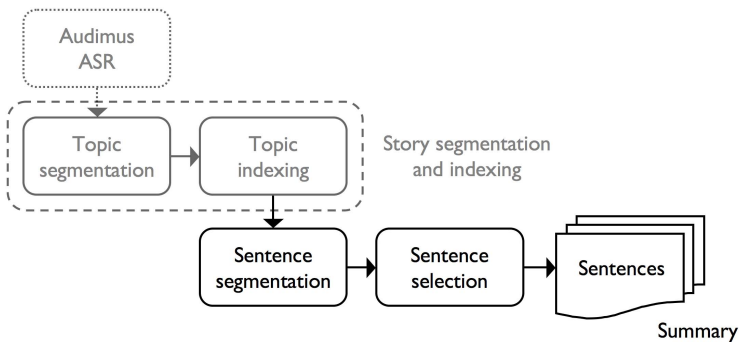 Audimus
ASR
Topic
segmentation
Topic
indexing
Story segmentation
and indexing
Sentence
segmentation
Sentence
selection
Sentences
Summary